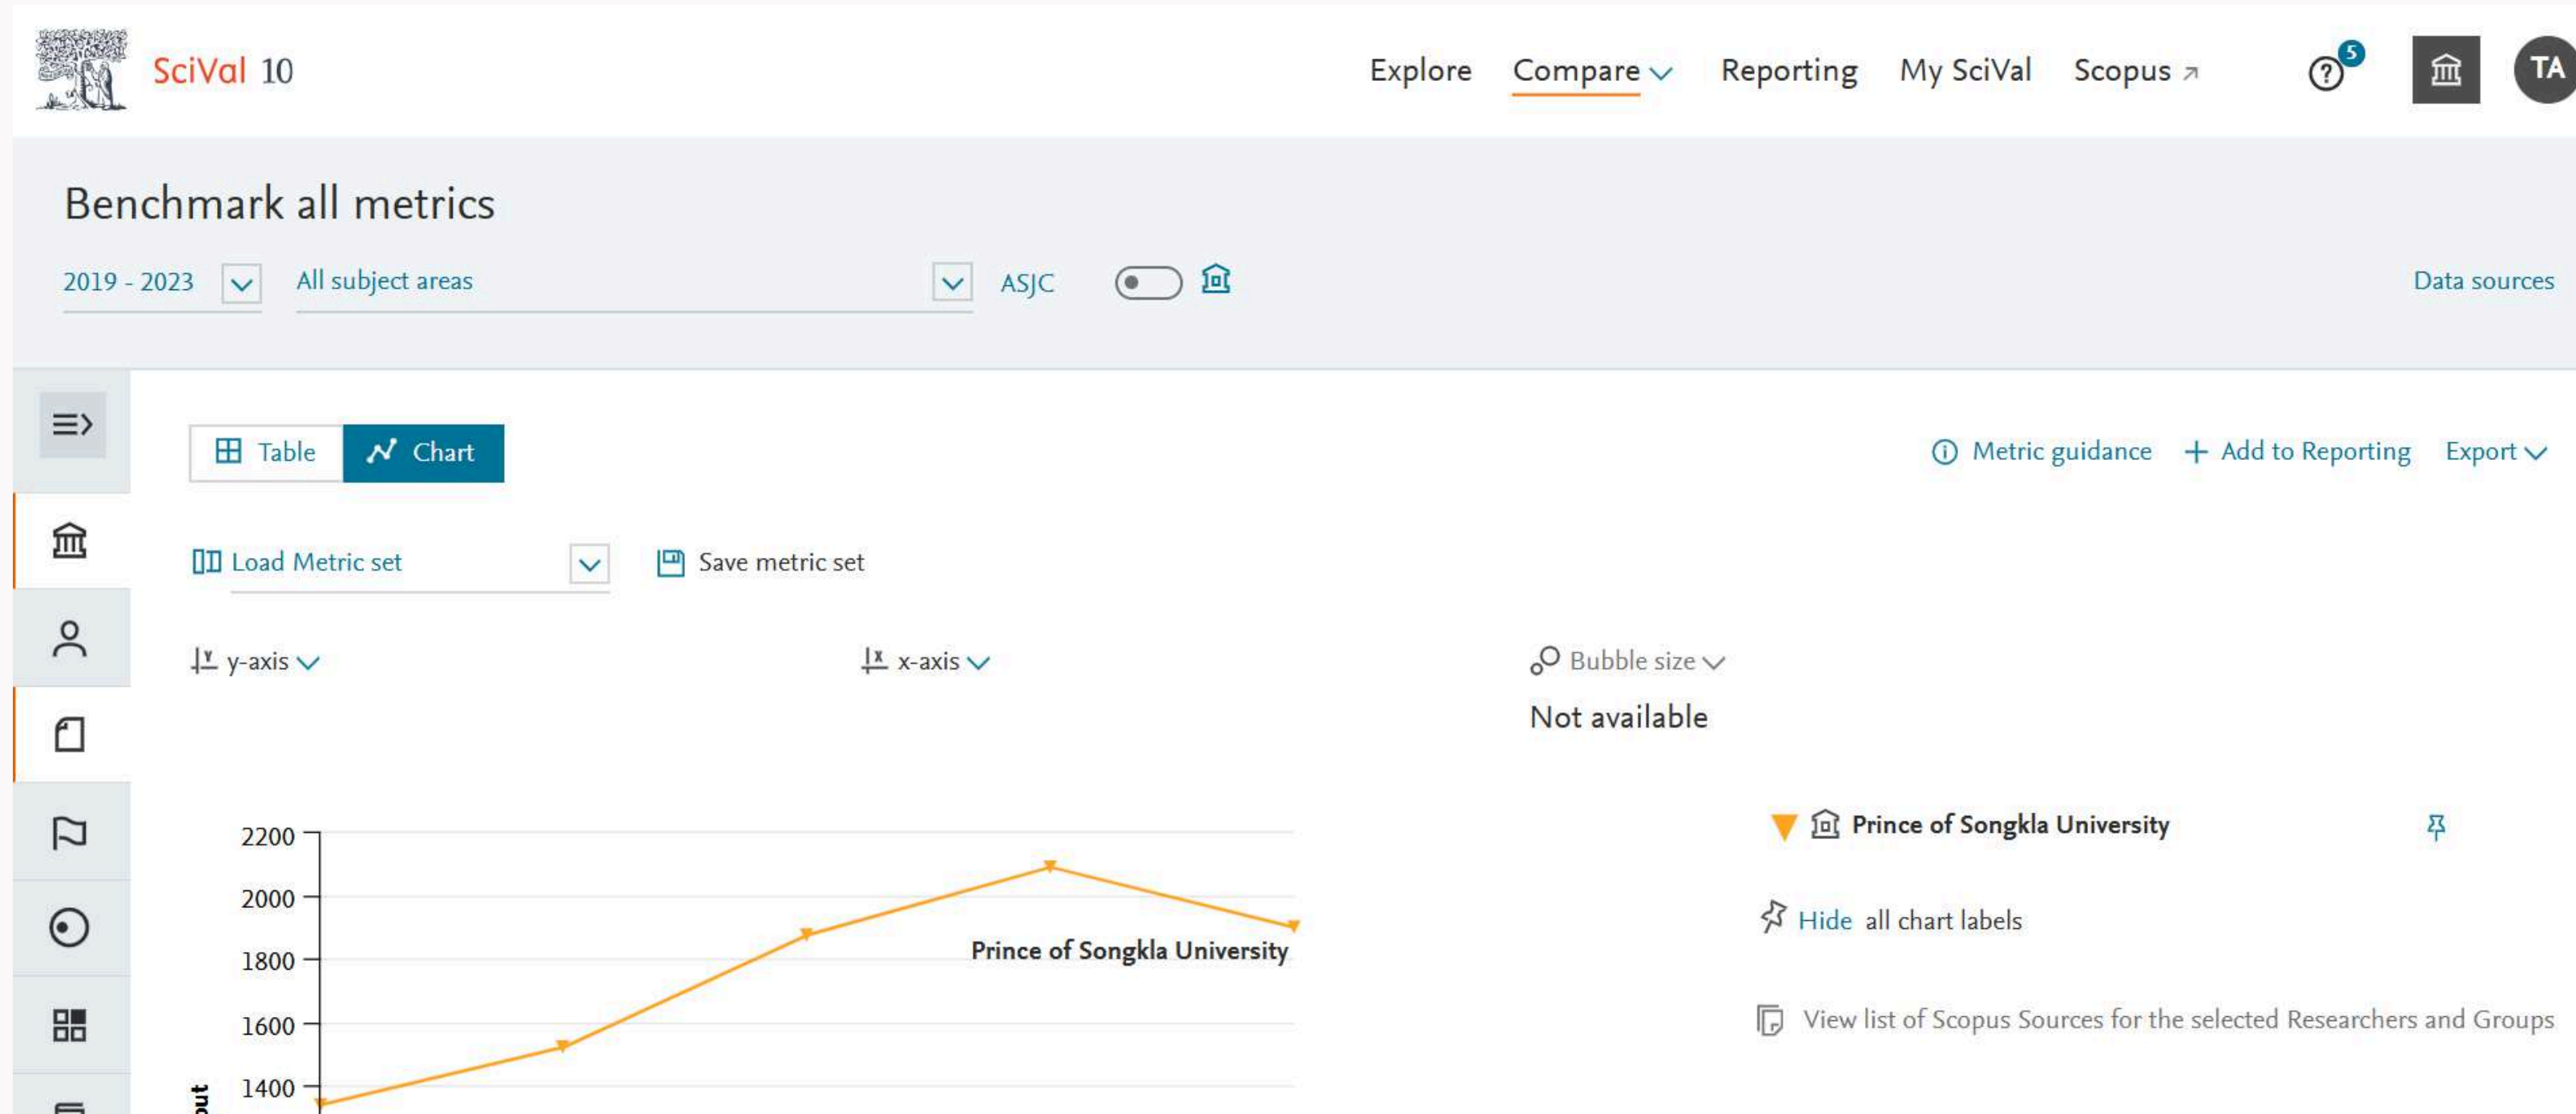 SciVal 10
Explore Compare Reporting My SciVal Scopus 5 TA
Benchmark all metrics
2019 - 2023 All subject areas ASJC Data sources
Table Chart Metric guidance + Add to Reporting Export
Load Metric set Save metric set
y-axis x-axis Bubble size
Not available
Prince of Songkla University
Hide all chart labels
View list of Scopus Sources for the selected Researchers and Groups
2200
2000
1800
1600
1400
Prince of Songkla University